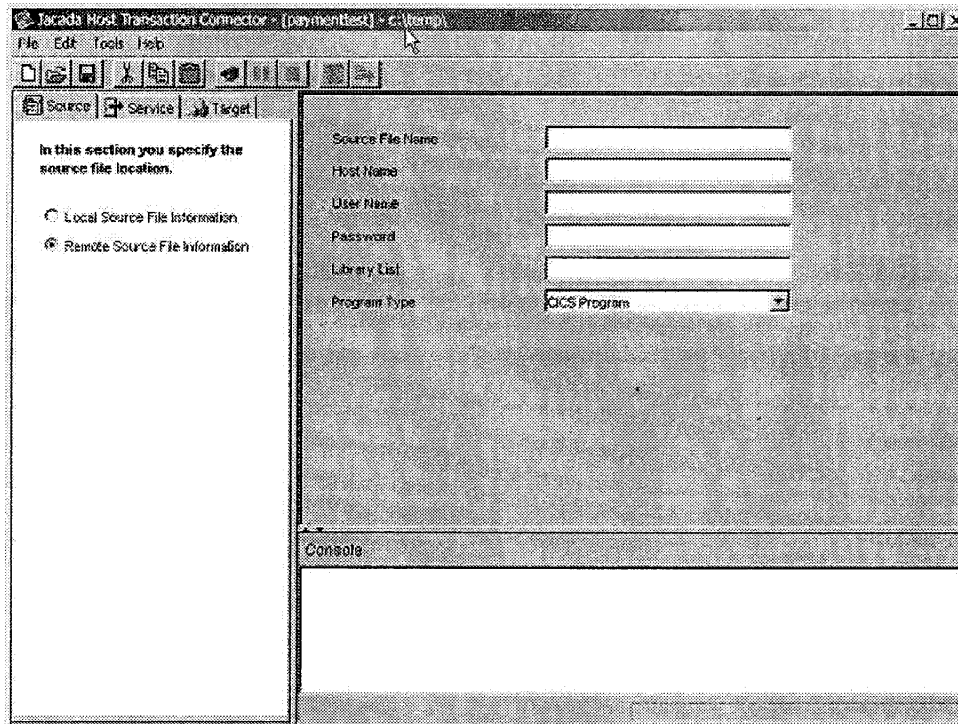 Jacada Host Transaction Connector - [paymenttest] - c:\temp\
File Edit Tools Help
Source Service Target
In this section you specify the
source file location.
Local Source File Information
Remote Source File Information
Source File Name
Host Name
User Name
Password
Library List
Program Type
CICS Program
Console